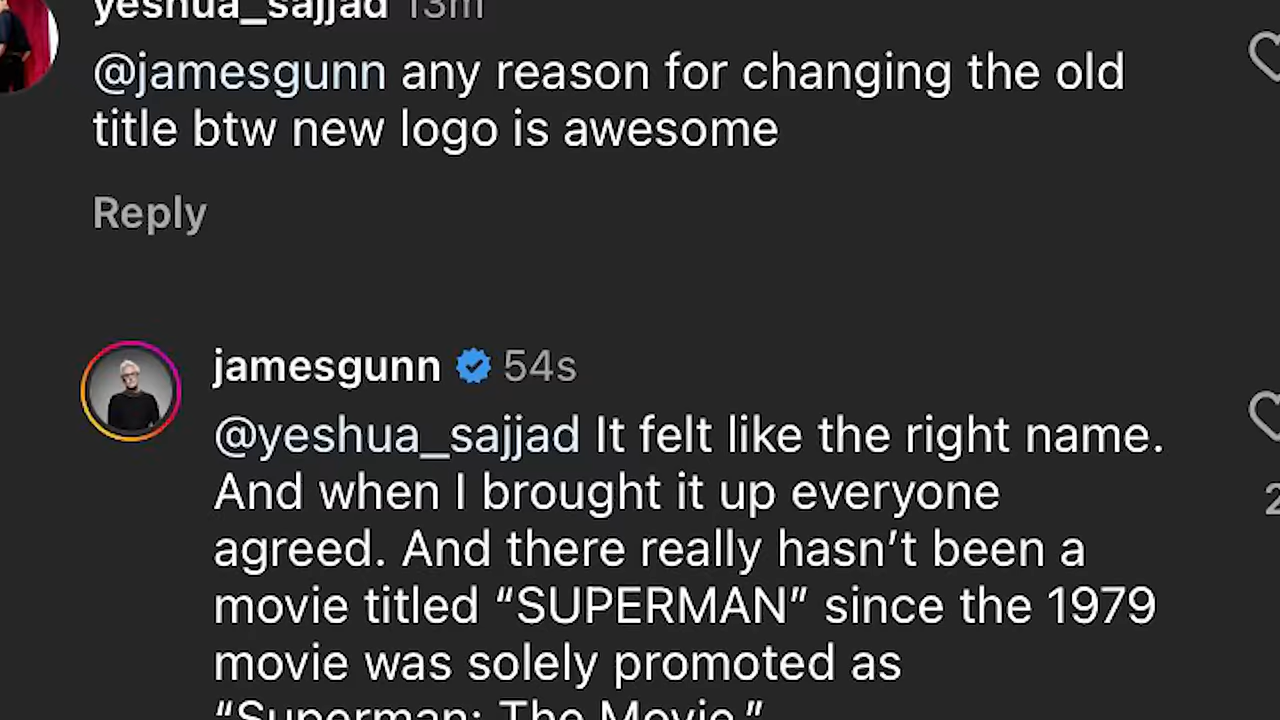 yeshua_sajjad 13m
@jamesgunn any reason for changing the old
title btw new logo is awesome
Reply
jamesgunn 54s
@yeshua_sajjad It felt like the right name.
And when I brought it up everyone
agreed. And there really hasn’t been a
movie titled “SUPERMAN” since the 1979
movie was solely promoted as
“Superman: The Movie.”
2